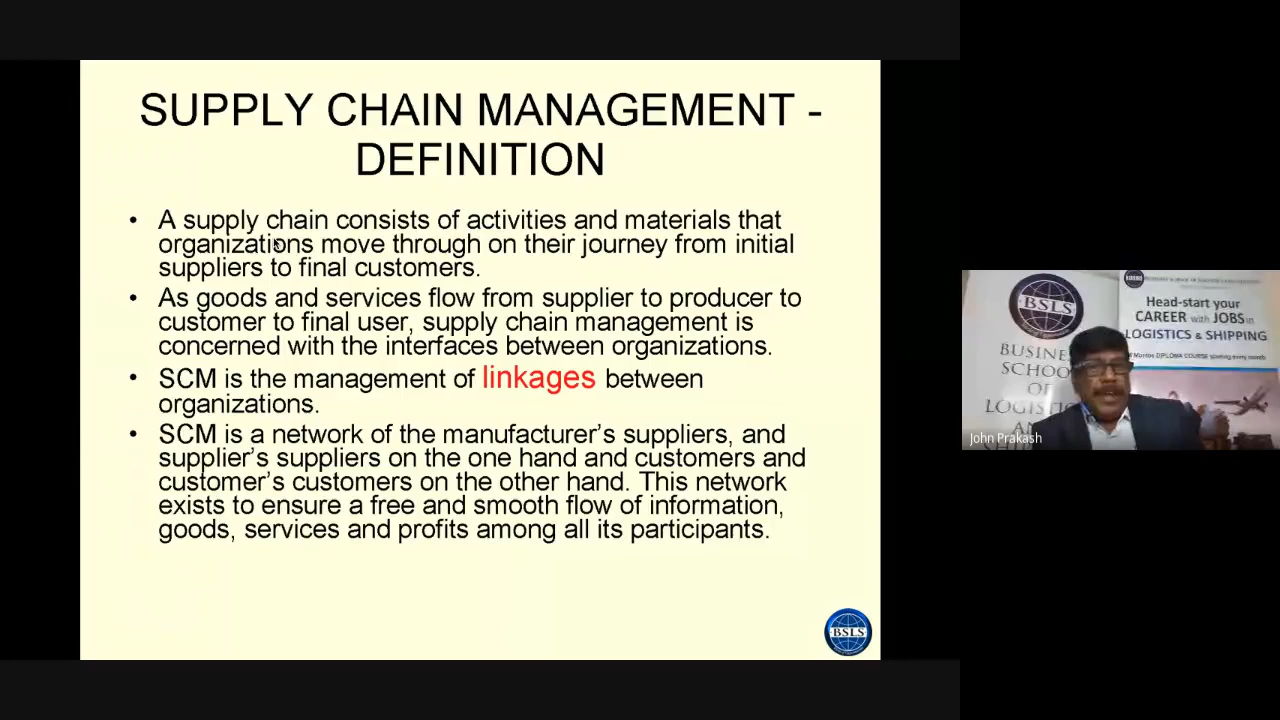 SUPPLY CHAIN MANAGEMENT -
DEFINITION
• A supply chain consists of activities and materials that
organizations move through on their journey from initial
suppliers to final customers.
• As goods and services flow from supplier to producer to
customer to final user, supply chain management is
concerned with the interfaces between organizations.
• SCM is the management of linkages between
organizations.
• SCM is a network of the manufacturer's suppliers, and
supplier's suppliers on the one hand and customers and
customer's customers on the other hand. This network
exists to ensure a free and smooth flow of information,
goods, services and profits among all its participants.
BSLS
BSLS
BUSINE
SCHOO
OF
LOGIST
Head-start your
CAREER with JOBS in
LOGISTICS & SHIPPING
DIPLOMA COURSE starting every month
John Prakash